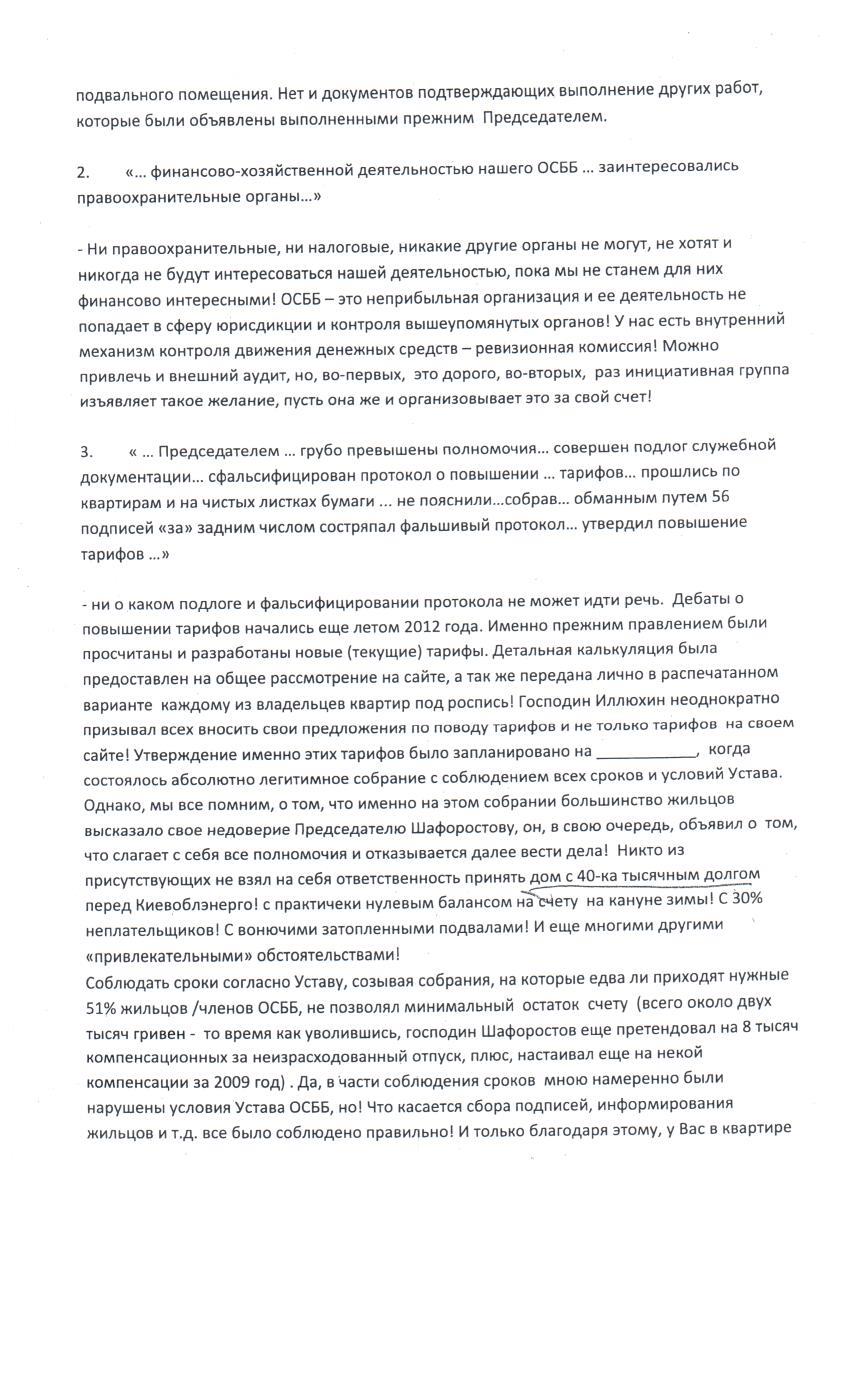 подвального помещения. Нет и документов подтверждающих выполнение других работ,
которые были объявлены выполненными прежним  Председателем.
2.        «... финансово-хозяйственной деятельностью нашего ОСББ ... заинтересовались
правоохранительные органы...»
- Ни правоохранительные, ни налоговые, никакие другие органы не могут, не хотят и
никогда не будут интересоваться нашей деятельностью, пока мы не станем для них
финансово интересными! ОСББ – это неприбыльная организация и ее деятельность не
попадает в сферу юрисдикции и контроля вышеупомянутых органов! У нас есть внутренний
механизм контроля движения денежных средств – ревизионная комиссия! Можно
привлечь и внешний аудит, но, во-первых,  это дорого, во-вторых,  раз инициативная группа
изъявляет такое желание, пусть она же и организовывает это за свой счет!
3.        « ... Председателем ... грубо превышены полномочия... совершен подлог служебной
документации... сфальсифицирован протокол о повышении ... тарифов... прошлись по
квартирам и на чистых листках бумаги ... не пояснили...собрав... обманным путем 56
подписей «за» задним числом состряпал фальшивый протокол... утвердил повышение
тарифов ...»
- ни о каком подлоге и фальсифицировании протокола не может идти речь.  Дебаты о
повышении тарифов начались еще летом 2012 года. Именно прежним правлением были
просчитаны и разработаны новые (текущие) тарифы. Детальная калькуляция была
предоставлен на общее рассмотрение на сайте, а так же передана лично в распечатанном
варианте  каждому из владельцев квартир под роспись! Господин Иллюхин неоднократно
призывал всех вносить свои предложения по поводу тарифов и не только тарифов  на своем
сайте! Утверждение именно этих тарифов было запланировано на ____________,  когда
состоялось абсолютно легитимное собрание с соблюдением всех сроков и условий Устава.
Однако, мы все помним, о том, что именно на этом собрании большинство жильцов
высказало свое недоверие Председателю Шафоростову, он, в свою очередь, объявил о  том,
что слагает с себя все полномочия и отказывается далее вести дела!  Никто из
присутствующих не взял на себя ответственность принять дом с 40-ка тысячным долгом
перед Киевоблэнерго! с практичеки нулевым балансом на счету  на кануне зимы! С 30%
неплательщиков! С вонючими затопленными подвалами! И еще многими другими
«привлекательными» обстоятельствами!
Соблюдать сроки согласно Уставу, созывая собрания, на которые едва ли приходят нужные
51% жильцов /членов ОСББ, не позволял минимальный  остаток  счету  (всего около двух
тысяч гривен -  то время как уволившись, господин Шафоростов еще претендовал на 8 тысяч
компенсационных за неизрасходованный отпуск, плюс, настаивал еще на некой
компенсации за 2009 год) . Да, в части соблюдения сроков  мною намеренно были
нарушены условия Устава ОСББ, но! Что касается сбора подписей, информирования
жильцов и т.д. все было соблюдено правильно! И только благодаря этому, у Вас в квартире